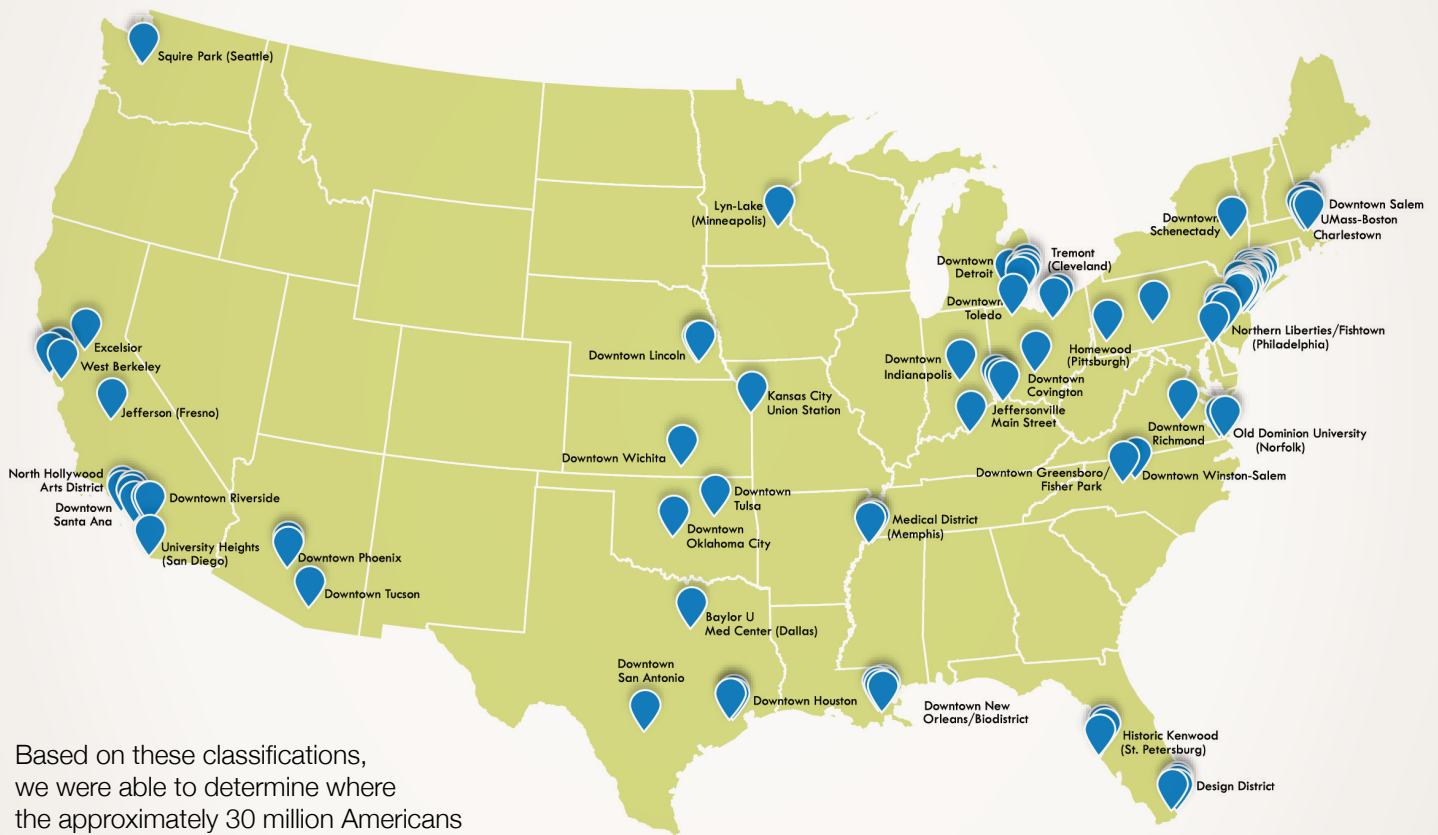 Squire Park (Seattle)
Lyn-Lake
(Minneapolis)
Downtown Salem
UMass-Boston
Charlestown
Downtown
Schenectady
Downtown
Detroit
Tremont
(Cleveland)
Downtown
Toledo
Northern Liberties/Fishtown
(Philadelphia)
Homewood
(Pittsburgh)
Excelsior
West Berkeley
Jefferson (Fresno)
Downtown Lincoln
Downtown
Indianapolis
Downtown
Covington
Kansas City
Union Station
Jeffersonville
Main Street
Downtown
Richmond
Old Dominion University
(Norfolk)
Downtown Wichita
Downtown Greensboro/
Fisher Park
Downtown Winston-Salem
North Hollywood
Arts District
Downtown Riverside
Downtown
Santa Ana
University Heights
(San Diego)
Downtown Phoenix
Downtown Tucson
Downtown
Tulsa
Downtown
Oklahoma City
Medical District
(Memphis)
Baylor U
Med Center (Dallas)
Downtown
San Antonio
Downtown Houston
Downtown New
Orleans/Biodistrict
Historic Kenwood
(St. Petersburg)
Design District
Based on these classifications,
we were able to determine where
the approximately 30 million Americans